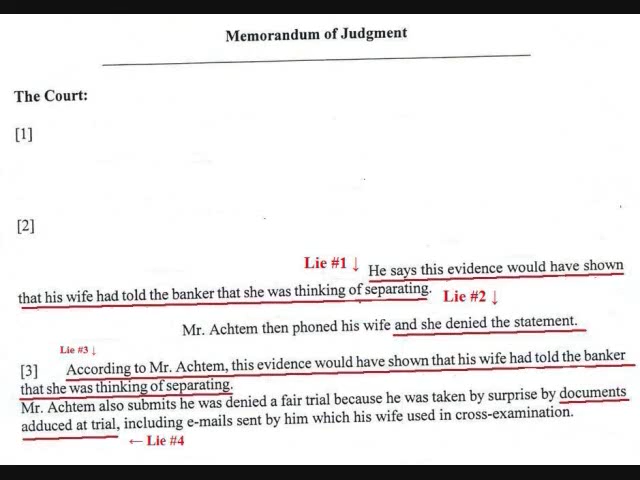 Memorandum of Judgment
The Court:
[1]
[2]
Lie #1 ↓ He says this evidence would have shown
that his wife had told the banker that she was thinking of separating. Lie #2 ↓
Mr. Achtem then phoned his wife and she denied the statement.
Lie #3 ↓
[3] According to Mr. Achtem, this evidence would have shown that his wife had told the banker
that she was thinking of separating.
Mr. Achtem also submits he was denied a fair trial because he was taken by surprise by documents
adduced at trial, including e-mails sent by him which his wife used in cross-examination.
← Lie #4